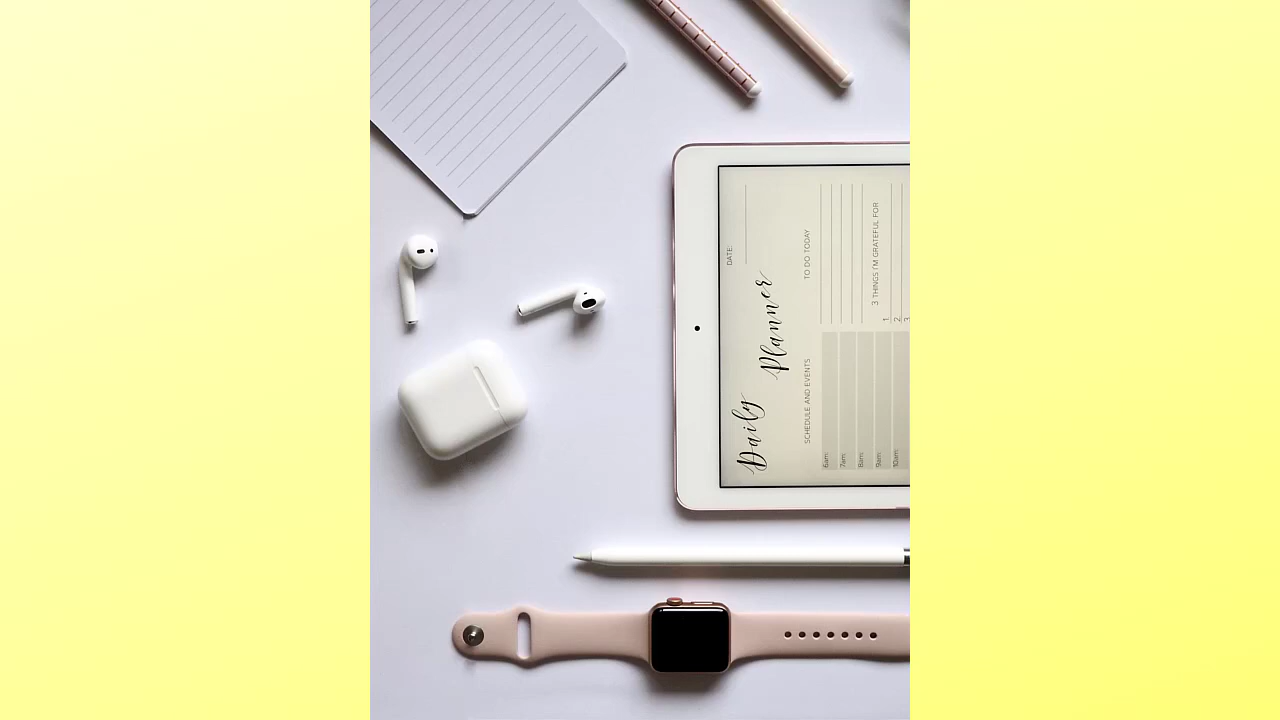 Daily Planner
DATE:
SCHEDULE AND EVENTS
6am:
7am:
8am:
9am:
10am:
TO DO TODAY
3 THINGS I'M GRATEFUL FOR
1
2
3